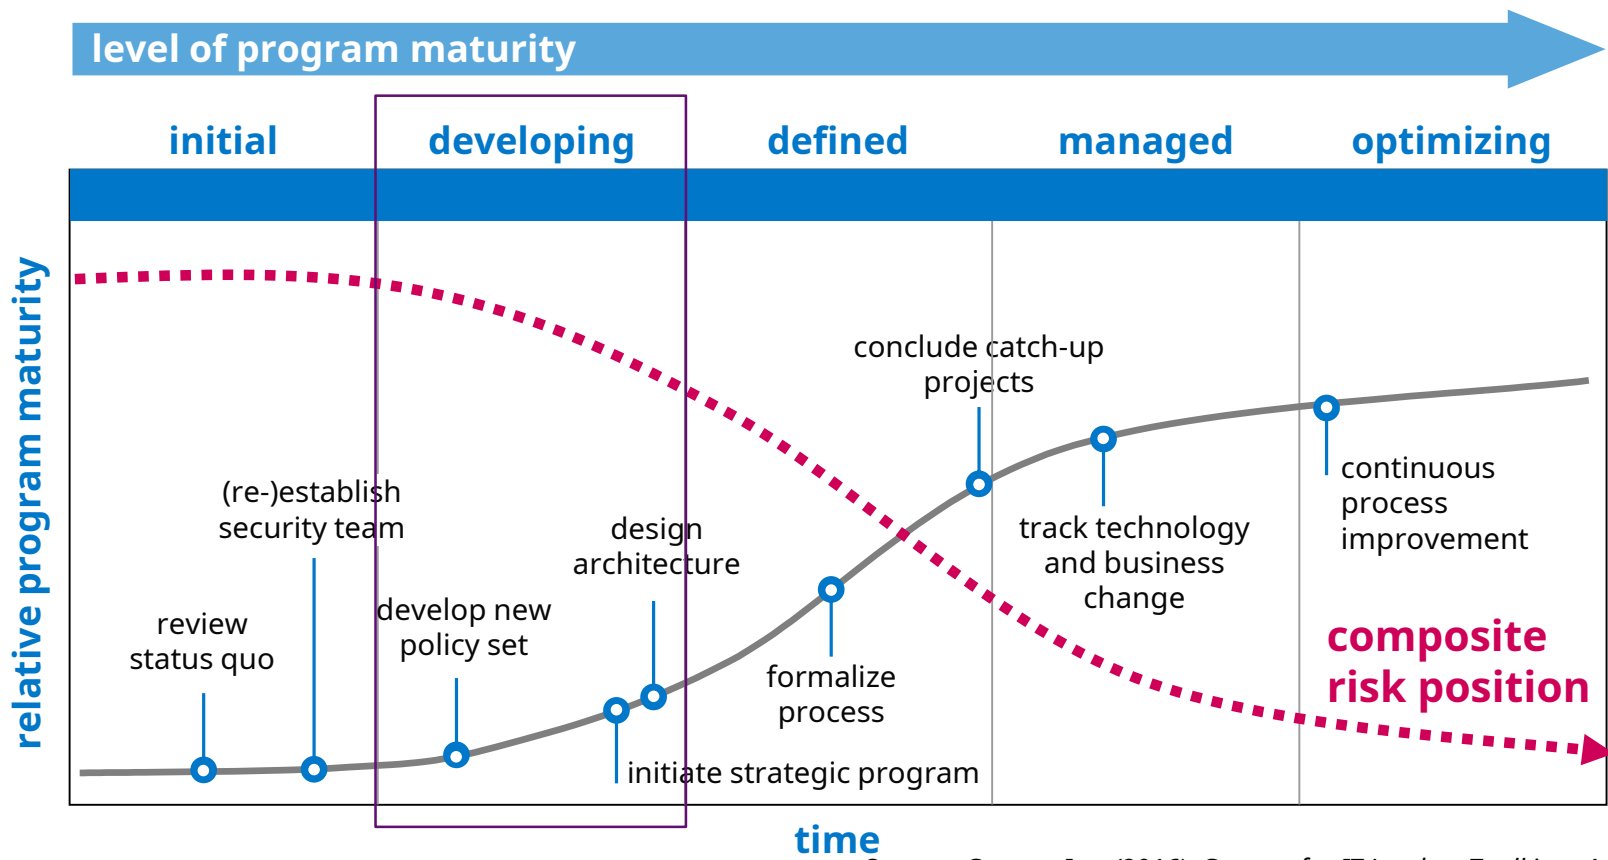 level of program maturity
initial
developing
defined
managed
optimizing
relative program maturity
conclude catch-up
projects
(re-)establish
security team
design
architecture
track technology
and business
change
continuous
process
improvement
review
status quo
develop new
policy set
formalize
process
composite
risk position
initiate strategic program
time